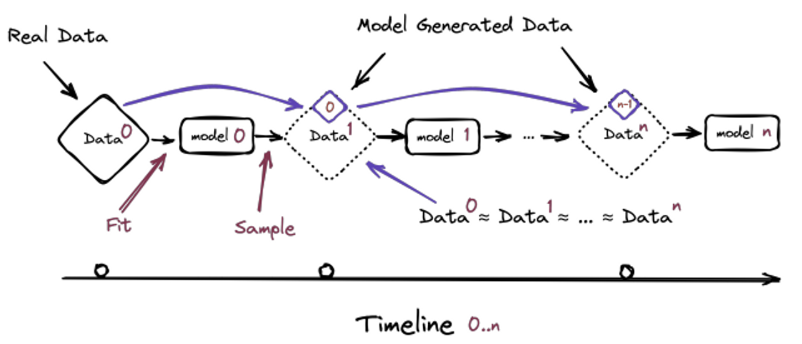 Real Data
Model Generated Data
Data⁰
model 0
0
Data¹
model 1
...
n-1
Dataⁿ
model n
Fit
Sample
Data⁰ ≈ Data¹ ≈ ... ≈ Dataⁿ
Timeline 0..n